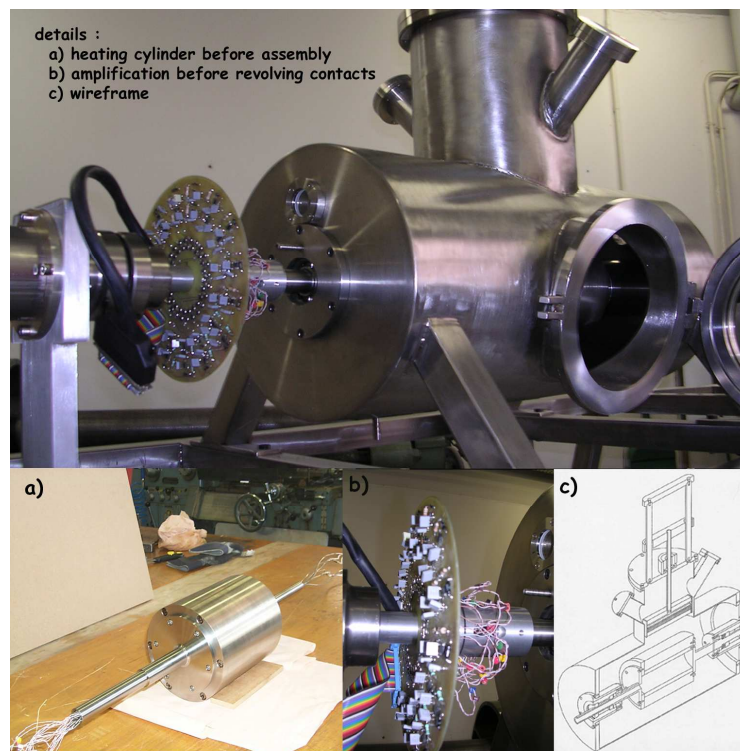 details :
a) heating cylinder before assembly
b) amplification before revolving contacts
c) wireframe
a)
b)
c)